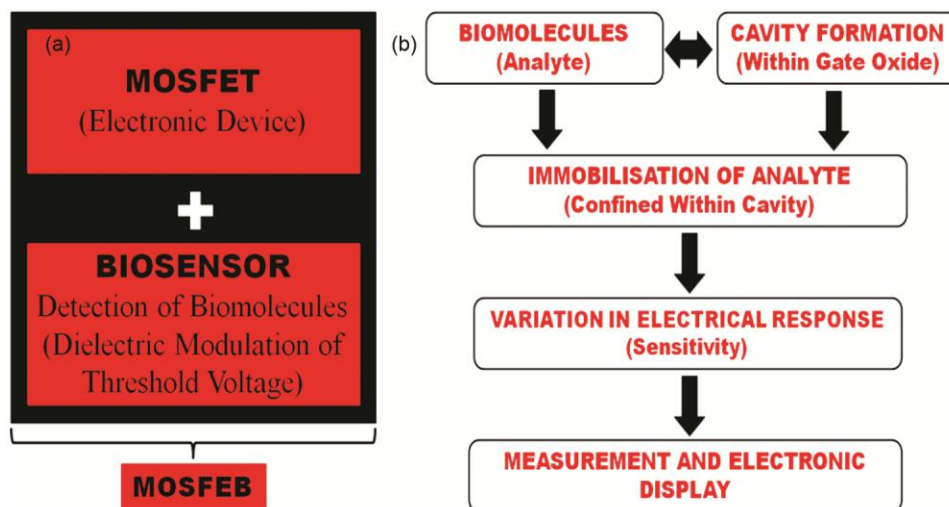 (a)
MOSFET
(Electronic Device)
+
BIOSENSOR
Detection of Biomolecules
(Dielectric Modulation of
Threshold Voltage)
MOSFEB
(b)
BIOMOLECULES
(Analyte)
CAVITY FORMATION
(Within Gate Oxide)
IMMOBILISATION OF ANALYTE
(Confined Within Cavity)
VARIATION IN ELECTRICAL RESPONSE
(Sensitivity)
MEASUREMENT AND ELECTRONIC
DISPLAY